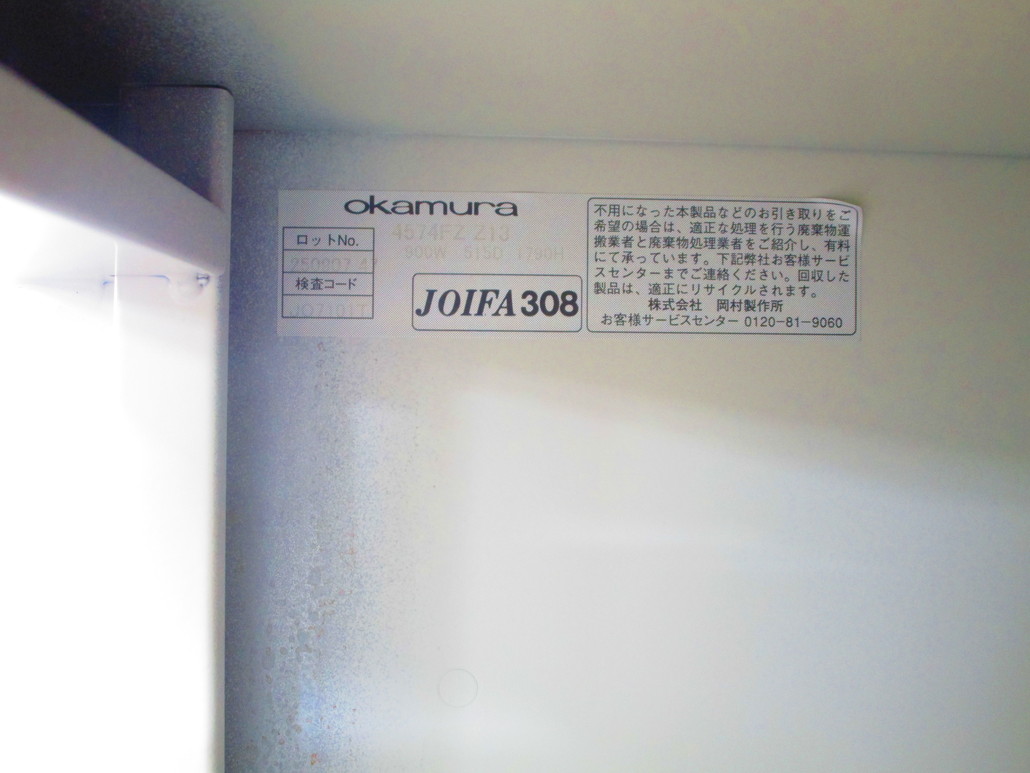 okamura
4574FZ Z13
900W 515D 1790H
ロットNo.
検査コード
JOIFA308
不用になった本製品などのお引き取りをご
希望の場合は、適正な処理を行う廃棄物運
搬業者と廃棄物処理業者をご紹介し、有料
にて承っています。下記弊社お客様サービ
スセンターまでご連絡ください。回収した
製品は、適正にリサイクルされます。
株式会社 岡村製作所
お客様サービスセンター 0120-81-9060